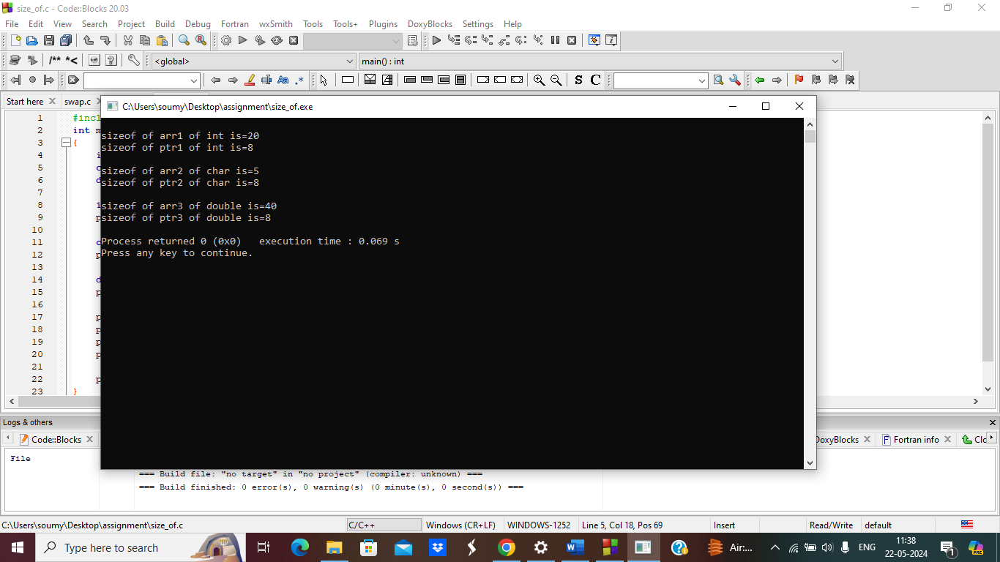 size_of.c - Code::Blocks 20.03
File Edit View Search Project Build Debug Fortran wxSmith Tools Tools+ Plugins DoxyBlocks Settings Help
/** *< <global> main() : int
Aa .* S C
Start here swap.c
C:\Users\soumy\Desktop\assignment\size_of.exe
1 #incl
2 int m
3 {
4 i
5 c
6 d
7
8 i
9 p
10
11 c
12 p
13
14 d
15 p
16
17 p
18 p
19 p
20 p
21
22 p
23 }
sizeof of arr1 of int is=20
sizeof of ptr1 of int is=8
sizeof of arr2 of char is=5
sizeof of ptr2 of char is=8
sizeof of arr3 of double is=40
sizeof of ptr3 of double is=8
Process returned 0 (0x0)   execution time : 0.069 s
Press any key to continue.
Logs & others
Code::Blocks DoxyBlocks Fortran info Clc
File
=== Build file: "no target" in "no project" (compiler: unknown) ===
=== Build finished: 0 error(s), 0 warning(s) (0 minute(s), 0 second(s)) ===
C:\Users\soumy\Desktop\assignment\size_of.c C/C++ Windows (CR+LF) WINDOWS-1252 Line 5, Col 18, Pos 69 Insert Read/Write default
Type here to search Air... ENG 11:38
22-05-2024 1 PRE